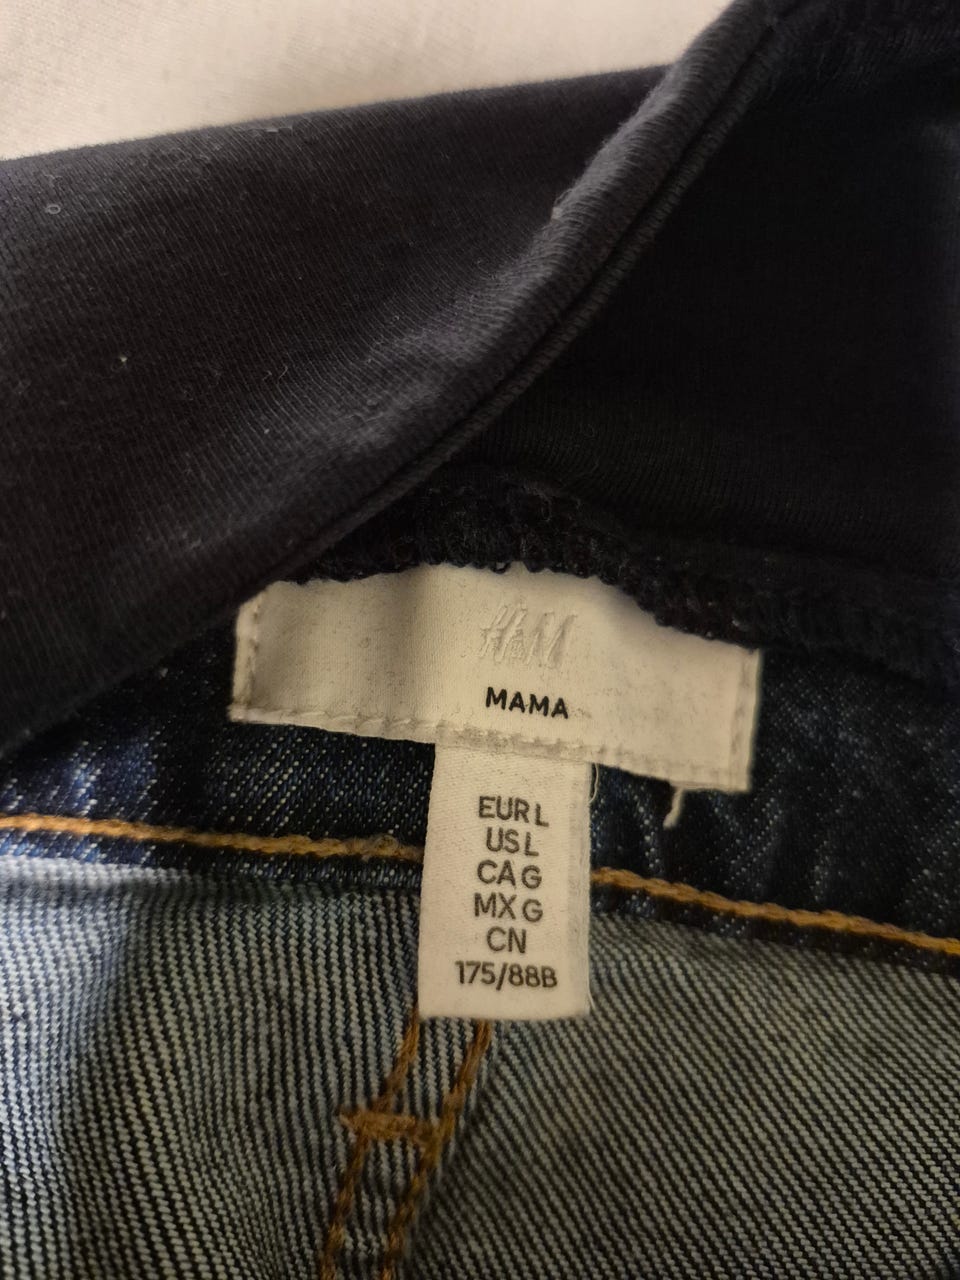 H&M
MAMA
EUR L
US L
CA G
MX G
CN
175/88B